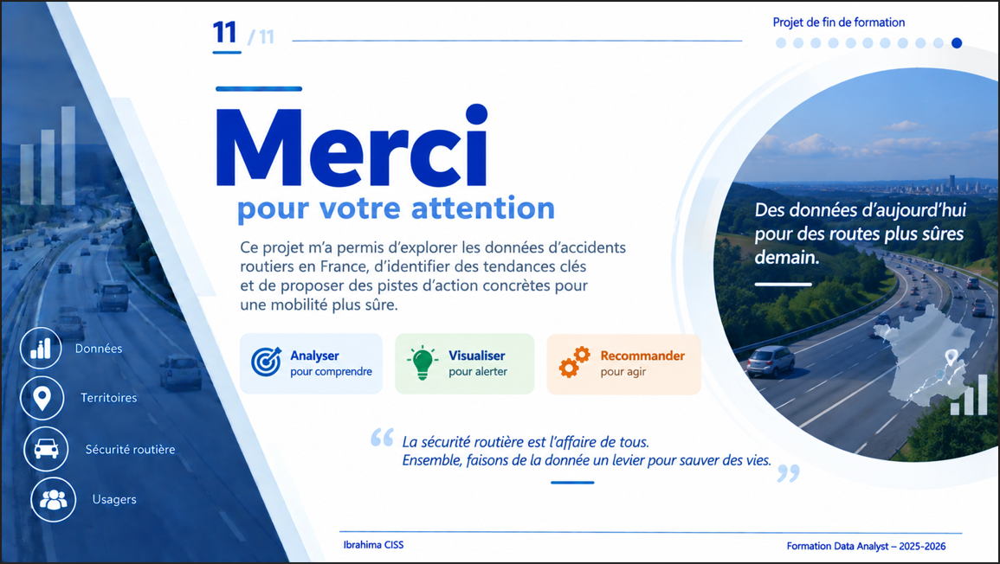 11 / 11
Projet de fin de formation
Merci
pour votre attention
Ce projet m'a permis d'explorer les données d'accidents
routiers en France, d'identifier des tendances clés
et de proposer des pistes d'action concrètes pour
une mobilité plus sûre.
Des données d'aujourd'hui
pour des routes plus sûres
demain.
Données
Territoires
Sécurité routière
Usagers
Analyser
pour comprendre
Visualiser
pour alerter
Recommander
pour agir
“ La sécurité routière est l'affaire de tous.
Ensemble, faisons de la donnée un levier pour sauver des vies. ”
Ibrahima CISS
Formation Data Analyst – 2025-2026